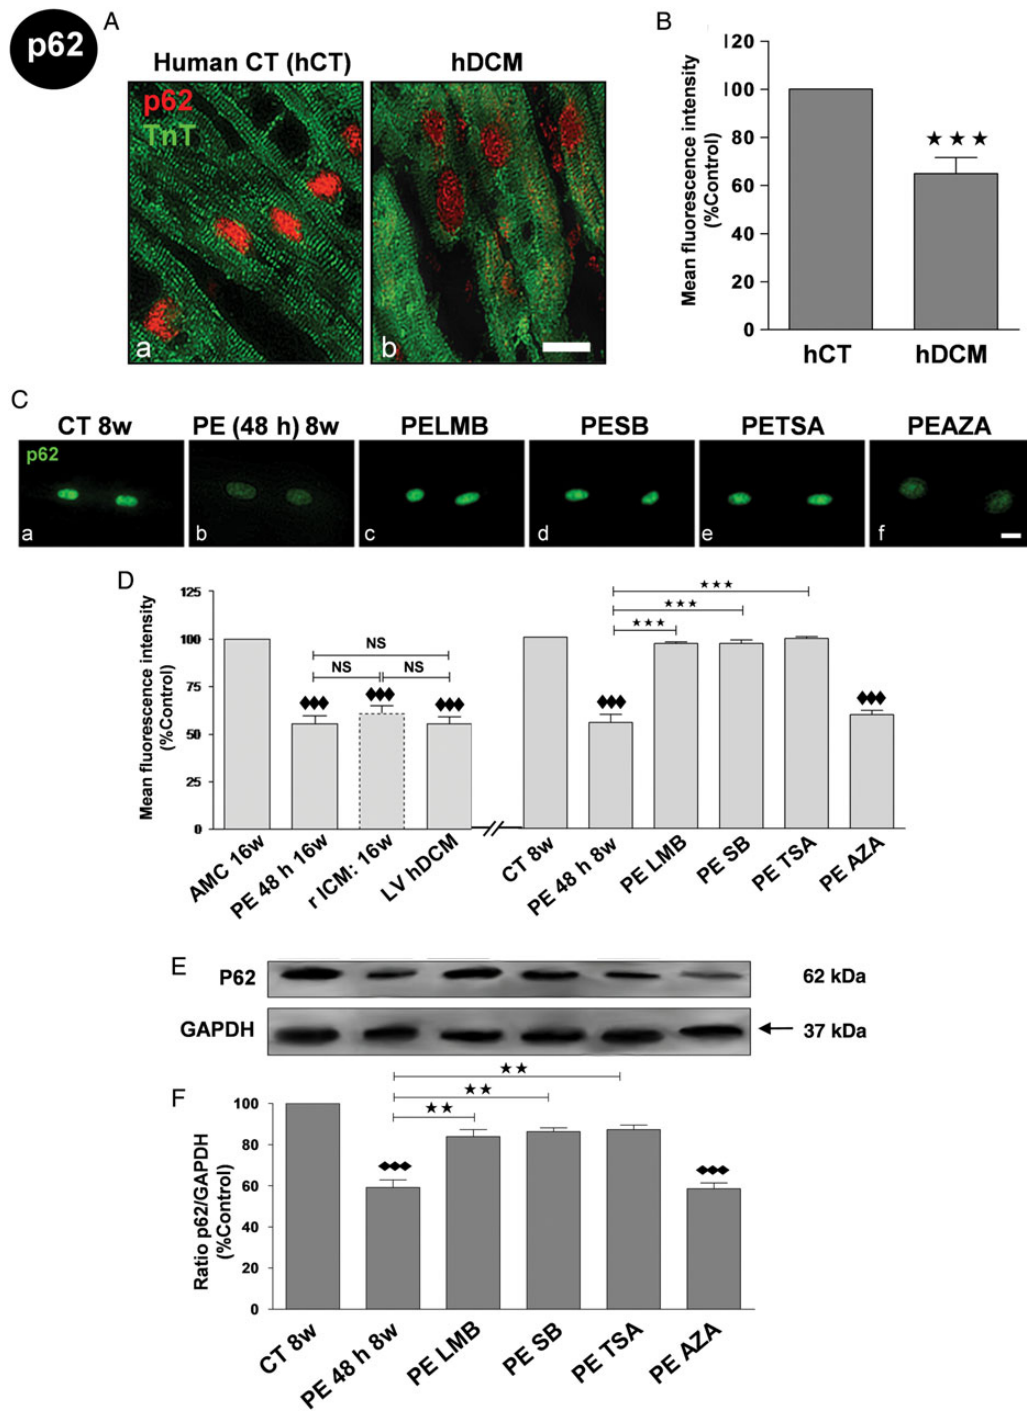 p62
A
Human CT (hCT)
hDCM
p62
TnT
a
b
B
Mean fluorescence intensity
(%Control)
120
100
80
60
40
20
0
★ ★ ★
hCT
hDCM
C
CT 8w
PE (48 h) 8w
PELMB
PESB
PETSA
PEAZA
p62
a
b
c
d
e
f
D
Mean fluorescence intensity
(%Control)
125
100
75
50
25
0
NS
NS
NS
◆◆◆
◆◆◆
◆◆◆
★★★
★★★
★★★
◆◆◆
◆◆◆
AMC 16w
PE 48 h 16w
r ICM: 16w
LV hDCM
CT 8w
PE 48 h 8w
PE LMB
PE SB
PE TSA
PE AZA
E
P62
62 kDa
GAPDH
37 kDa
F
Ratio p62/GAPDH
(%Control)
100
80
60
40
20
0
★★
★★
★★
◆◆◆
◆◆◆
CT 8w
PE 48 h 8w
PE LMB
PE SB
PE TSA
PE AZA